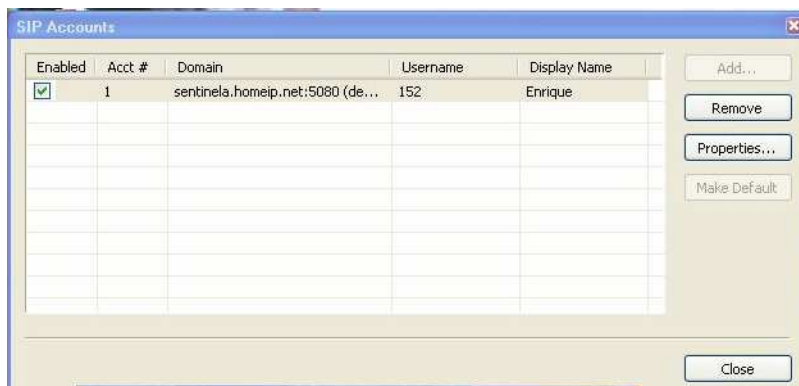 SIP Accounts
Enabled Acct # Domain Username Display Name
1 sentinela.homeip.net:5080 (de... 152 Enrique
Add...
Remove
Properties...
Make Default
Close